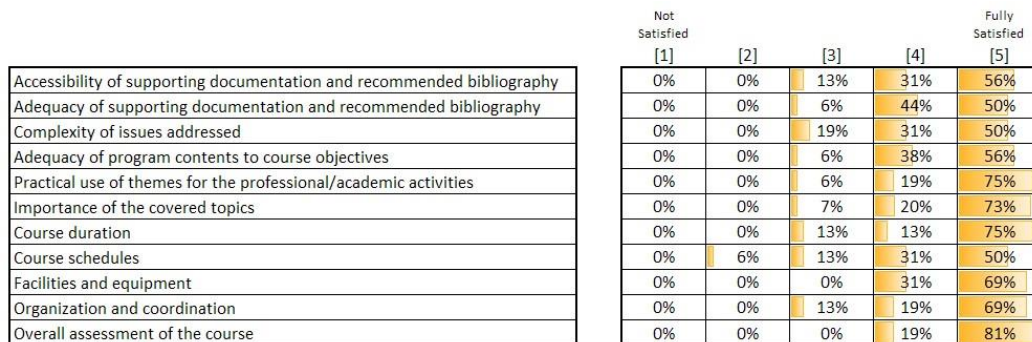 Not Fully
Satisfied Satisfied
[1] [2] [3] [4] [5]
Accessibility of supporting documentation and recommended bibliography 0% 0% 13% 31% 56%
Adequacy of supporting documentation and recommended bibliography 0% 0% 6% 44% 50%
Complexity of issues addressed 0% 0% 19% 31% 50%
Adequacy of program contents to course objectives 0% 0% 6% 38% 56%
Practical use of themes for the professional/academic activities 0% 0% 6% 19% 75%
Importance of the covered topics 0% 0% 7% 20% 73%
Course duration 0% 0% 13% 13% 75%
Course schedules 0% 6% 13% 31% 50%
Facilities and equipment 0% 0% 0% 31% 69%
Organization and coordination 0% 0% 13% 19% 69%
Overall assessment of the course 0% 0% 0% 19% 81%